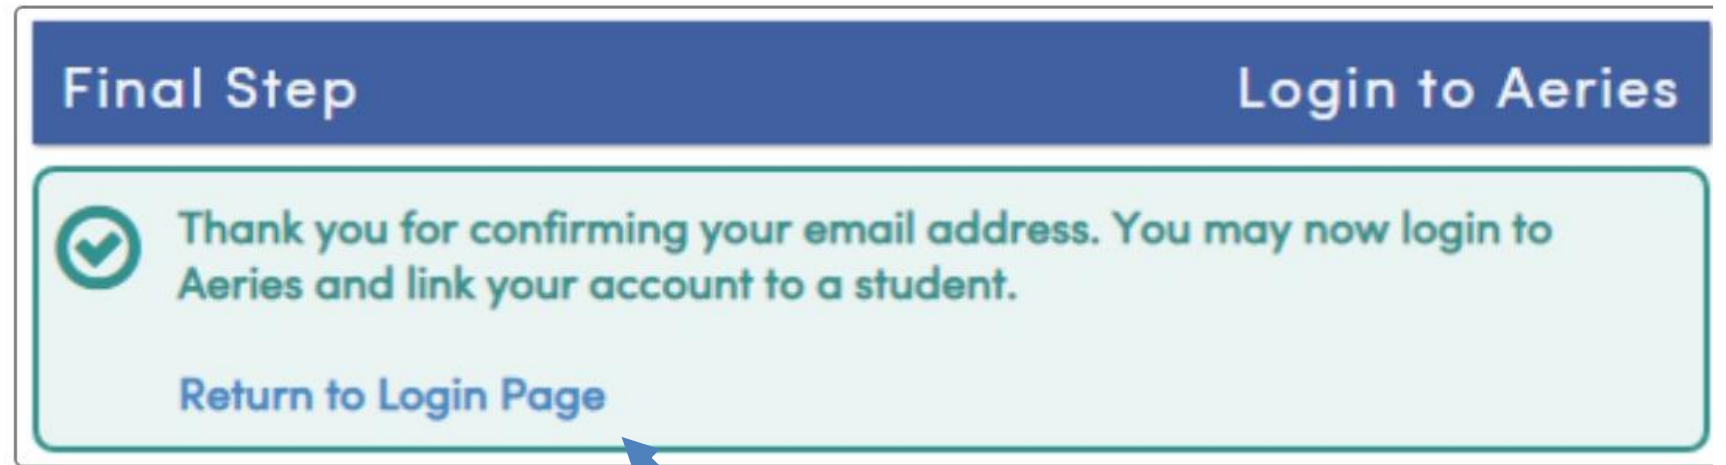 Final Step Login to Aeries
Thank you for confirming your email address. You may now login to
Aeries and link your account to a student.
Return to Login Page